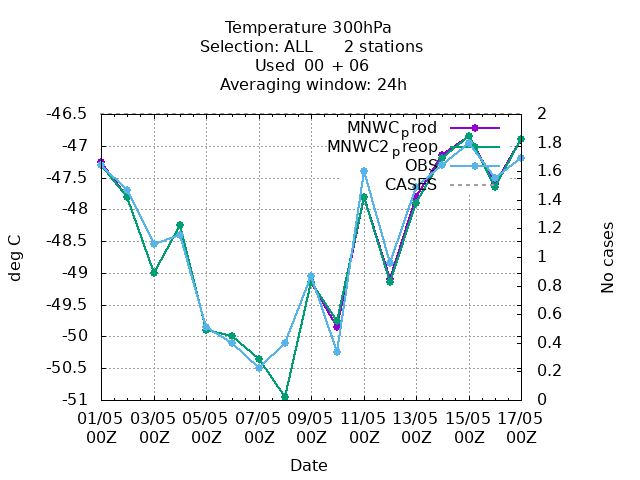 Temperature 300hPa
Selection: ALL      2 stations
Used  00 + 06
Averaging window: 24h
-46.5
-47
-47.5
-48
-48.5
-49
-49.5
-50
-50.5
-51
2
1.8
1.6
1.4
1.2
1
0.8
0.6
0.4
0.2
0
MNWCprod
MNWC2preop
OBS
CASES
deg C
No cases
01/05 03/05 05/05 07/05 09/05 11/05 13/05 15/05 17/05
00Z 00Z 00Z 00Z 00Z 00Z 00Z 00Z 00Z
Date